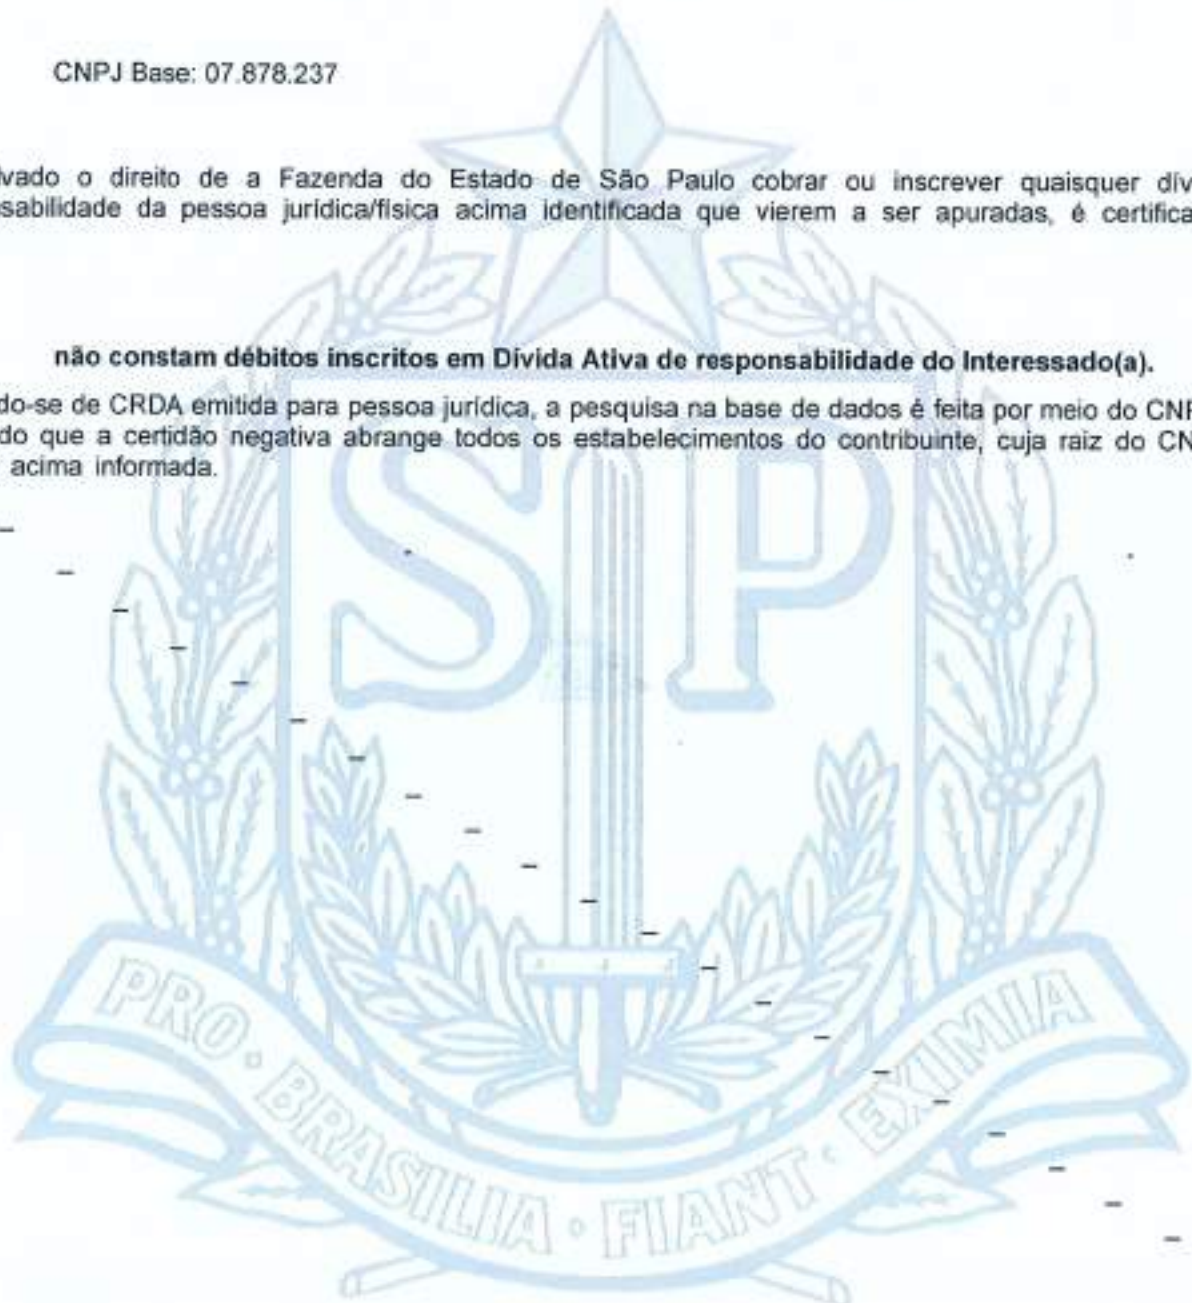 CNPJ Base: 07.878.237
vado o direito de a Fazenda do Estado de São Paulo cobrar ou inscrever quaisquer dív
sabilidade da pessoa jurídica/física acima identificada que vierem a ser apuradas, é certifica
não constam débitos inscritos em Dívida Ativa de responsabilidade do Interessado(a).
do-se de CRDA emitida para pessoa jurídica, a pesquisa na base de dados é feita por meio do CNP
do que a certidão negativa abrange todos os estabelecimentos do contribuinte, cuja raiz do CN
acima informada.
SP
PRO · BRASILIA · FIANT · EXIMIA